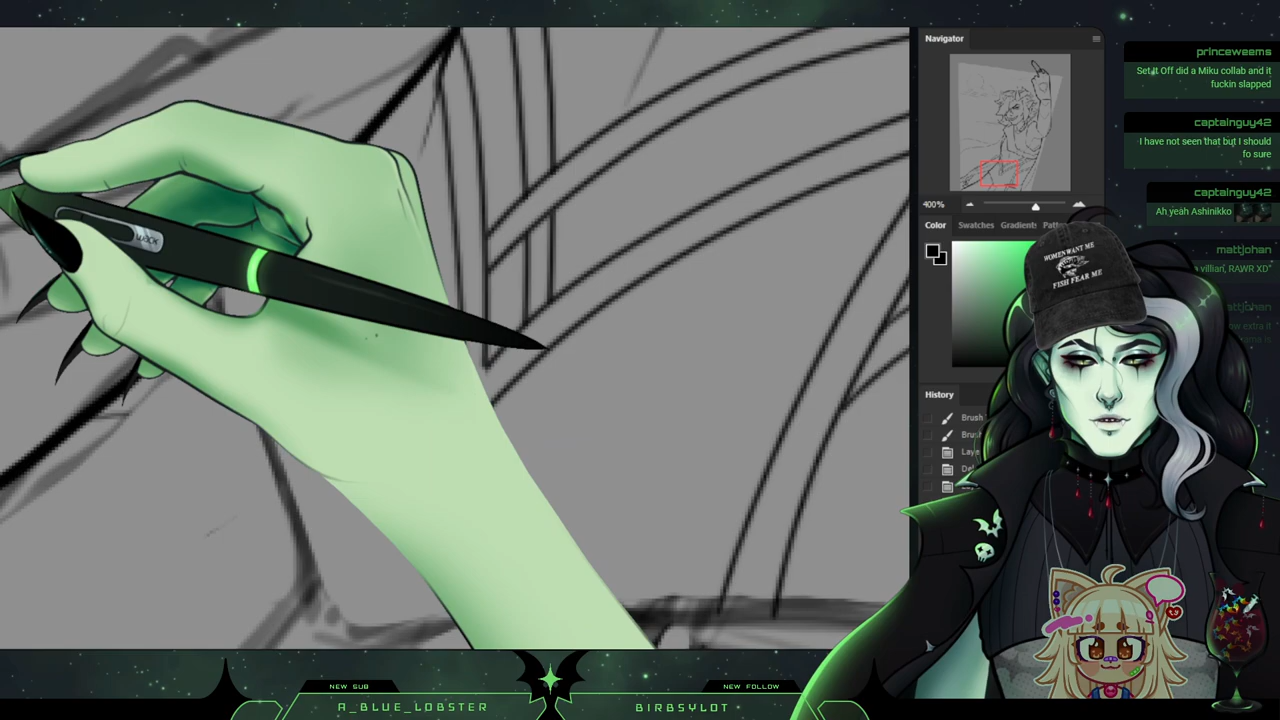 Navigator
400%
Color Swatches Gradients
History
Brush
wacom
WOMEN WANT ME
FISH FEAR ME
princeweems
Set It Off did a Miku collab and it
fuckin slapped
captainguy42
I have not seen that but I should
fo sure
captainguy42
Ah yeah Ashinikko
mattjohan
villian, RAWR XD"
NEW SUB
A_BLUE_LOBSTER
NEW FOLLOW
BIRBSYLOT